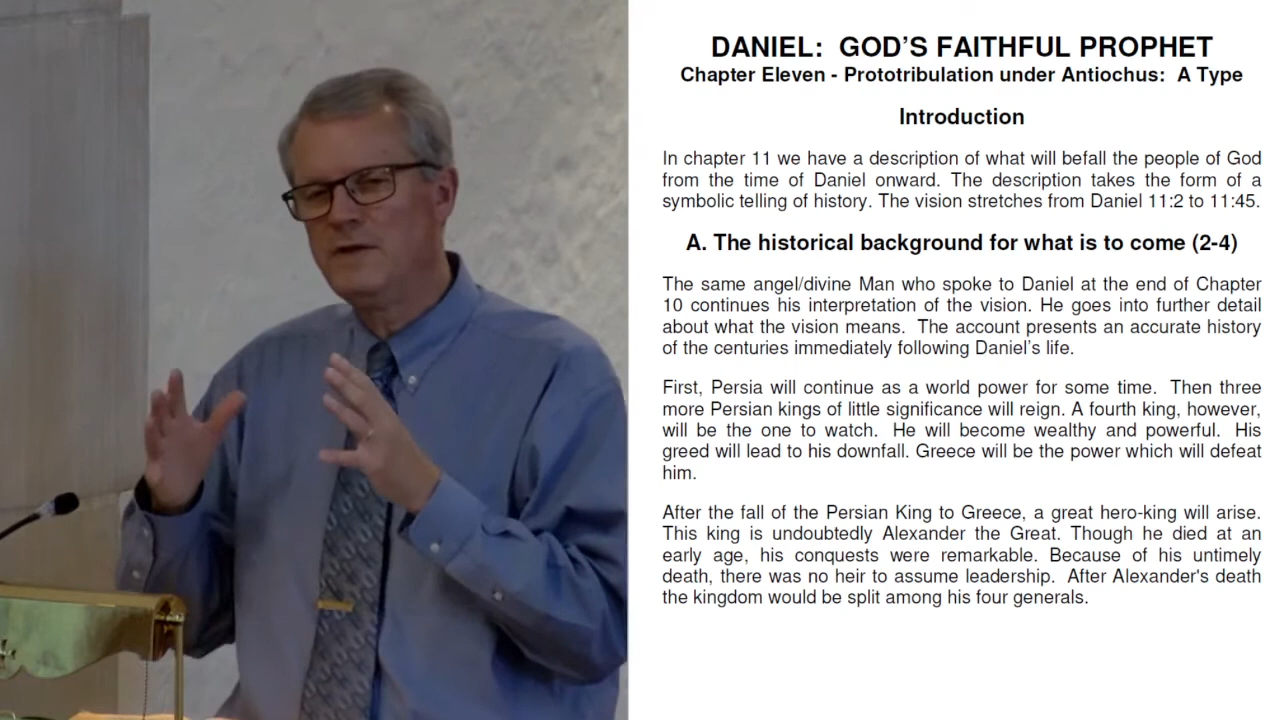 DANIEL:  GOD'S FAITHFUL PROPHET
Chapter Eleven - Prototribulation under Antiochus:  A Type
Introduction
In chapter 11 we have a description of what will befall the people of God
from the time of Daniel onward. The description takes the form of a
symbolic telling of history. The vision stretches from Daniel 11:2 to 11:45.
A. The historical background for what is to come (2-4)
The same angel/divine Man who spoke to Daniel at the end of Chapter
10 continues his interpretation of the vision. He goes into further detail
about what the vision means.  The account presents an accurate history
of the centuries immediately following Daniel's life.
First, Persia will continue as a world power for some time.  Then three
more Persian kings of little significance will reign. A fourth king, however,
will be the one to watch.  He will become wealthy and powerful.  His
greed will lead to his downfall. Greece will be the power which will defeat
him.
After the fall of the Persian King to Greece, a great hero-king will arise.
This king is undoubtedly Alexander the Great. Though he died at an
early age, his conquests were remarkable. Because of his untimely
death, there was no heir to assume leadership.  After Alexander's death
the kingdom would be split among his four generals.